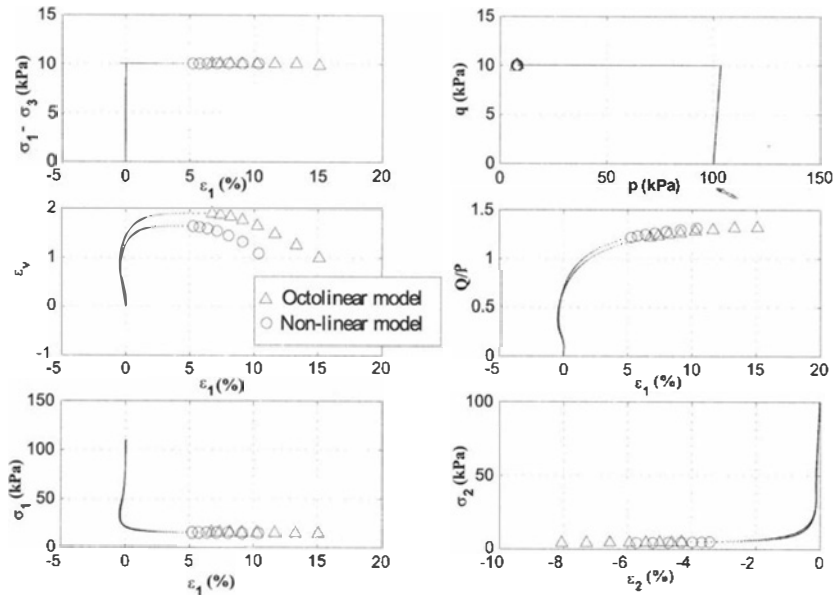 15
10
5
0
σ₁ - σ₃ (kPa)
-5 0 5 10 15 20
ε₁ (%)
15
10
5
0
q (kPa)
0 50 100 150
p (kPa)
2
1
0
-1
εᵥ
-5 0 5 10 15 20
ε₁ (%)
△ Octolinear model
○ Non-linear model
1.5
1
0.5
0
Q/P
-5 0 5 10 15 20
ε₁ (%)
150
100
50
0
σ₁ (kPa)
-5 0 5 10 15 20
ε₁ (%)
100
50
0
σ₂ (kPa)
-10 -8 -6 -4 -2 0
ε₂ (%)